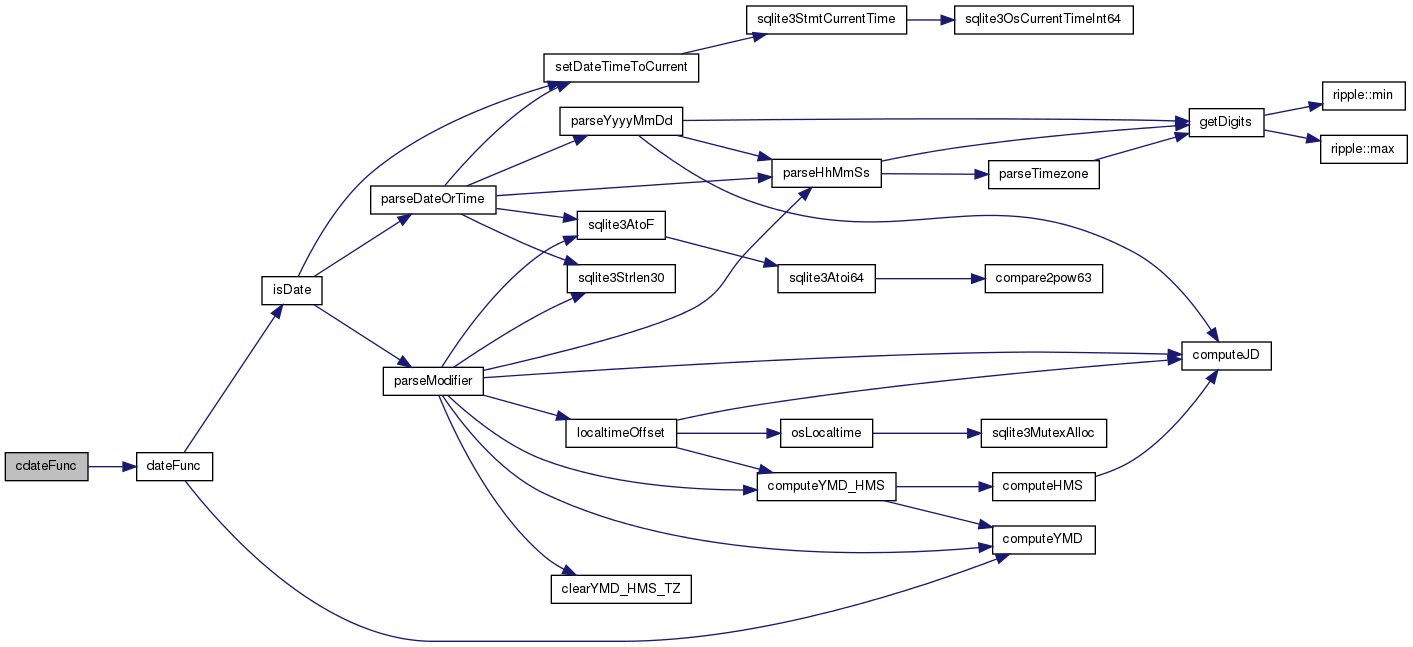 sqlite3StmtCurrentTime
sqlite3OsCurrentTimeInt64
setDateTimeToCurrent
ripple::min
parseYyyyMmDd
getDigits
ripple::max
parseHhMmSs
parseTimezone
parseDateOrTime
sqlite3AtoF
sqlite3Strlen30
sqlite3Atoi64
compare2pow63
isDate
computeJD
parseModifier
localtimeOffset
osLocaltime
sqlite3MutexAlloc
cdateFunc
dateFunc
computeYMD_HMS
computeHMS
computeYMD
clearYMD_HMS_TZ